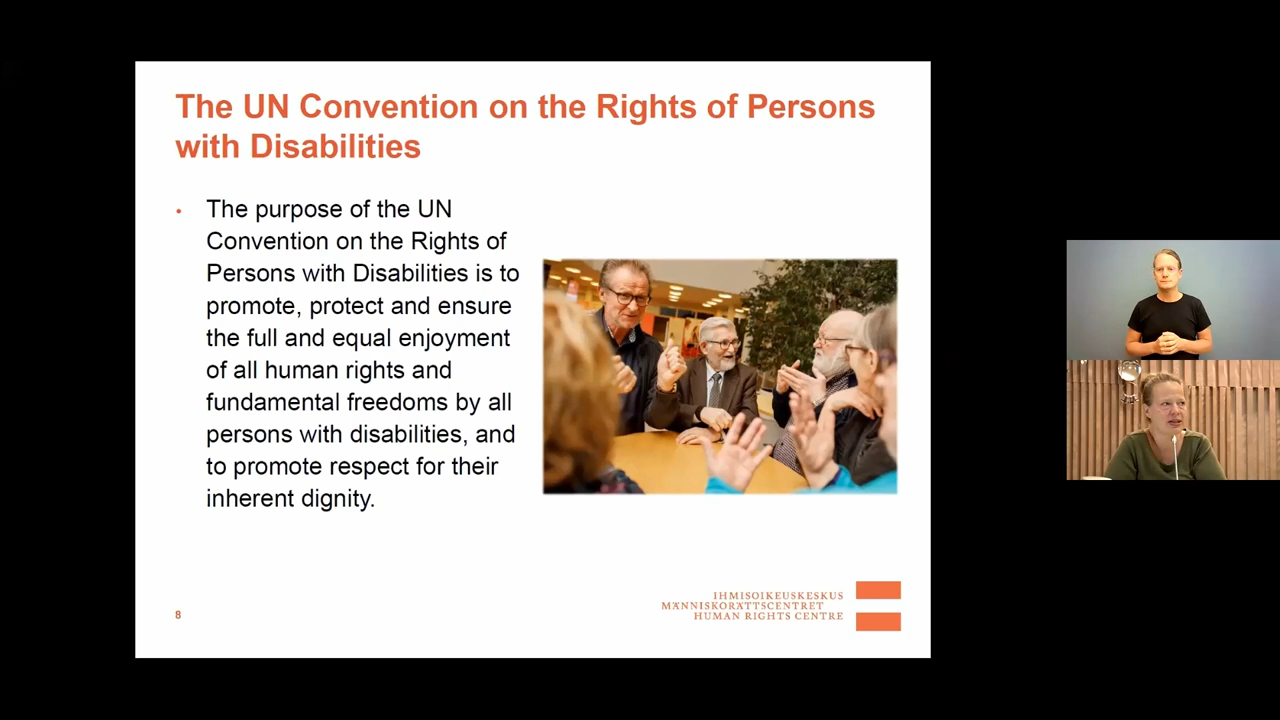 The UN Convention on the Rights of Persons
with Disabilities
• The purpose of the UN
Convention on the Rights of
Persons with Disabilities is to
promote, protect and ensure
the full and equal enjoyment
of all human rights and
fundamental freedoms by all
persons with disabilities, and
to promote respect for their
inherent dignity.
8
IHMISOIKEUSKESKUS
MÄNNISKORÄTTSCENTRET
HUMAN RIGHTS CENTRE